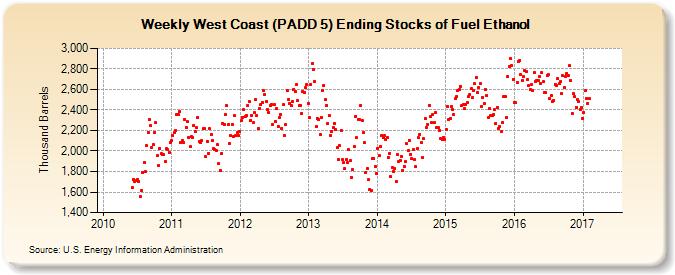 Weekly West Coast (PADD 5) Ending Stocks of Fuel Ethanol
Thousand Barrels
3,000
2,800
2,600
2,400
2,200
2,000
1,800
1,600
1,400
2010 2011 2012 2013 2014 2015 2016 2017
Source: U.S. Energy Information Administration